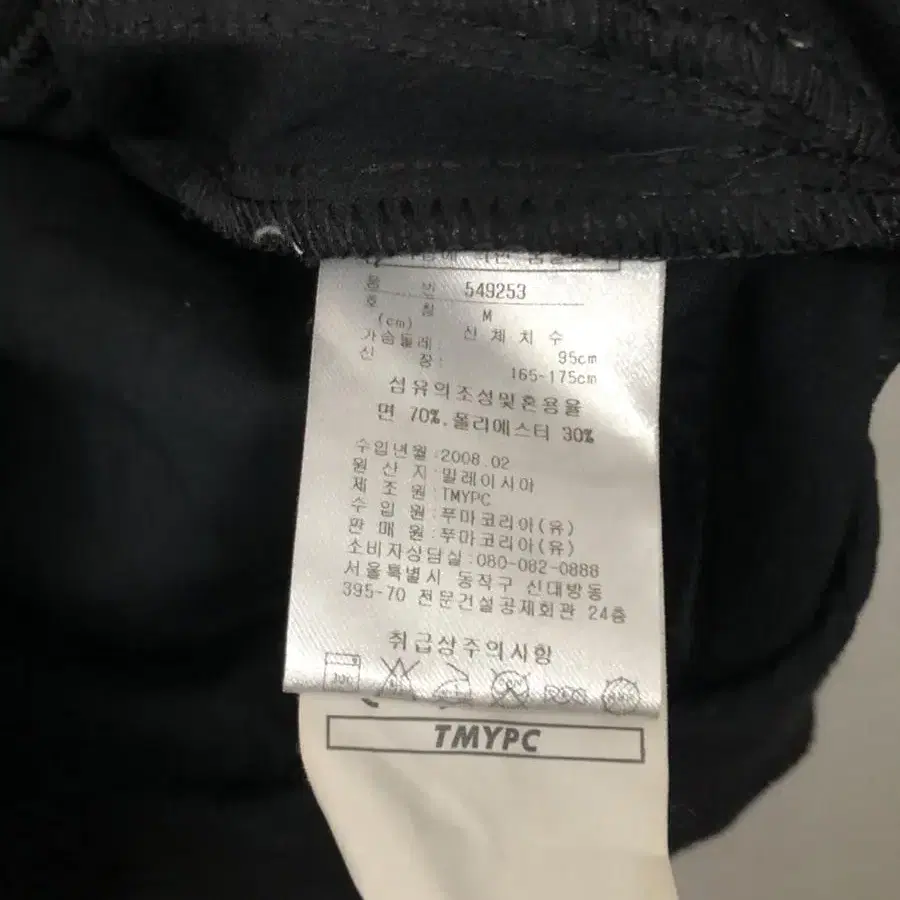 품 번 549253
호 칭 M
(cm) 신 체 치 수
가슴둘레: 95cm
신 장: 165~175cm
섬유의조성및혼용율
면 70%.폴리에스터 30%
수입년월:2008.02
원 산 지:말레이시아
제 조 원:TMYPC
수 입 원:푸마코리아(유)
판 매 원:푸마코리아(유)
소비자상담실:080-082-0888
서울특별시 동작구 신대방동
395-70 전문건설공제회관 24층
취급상주의사항
TMYPC